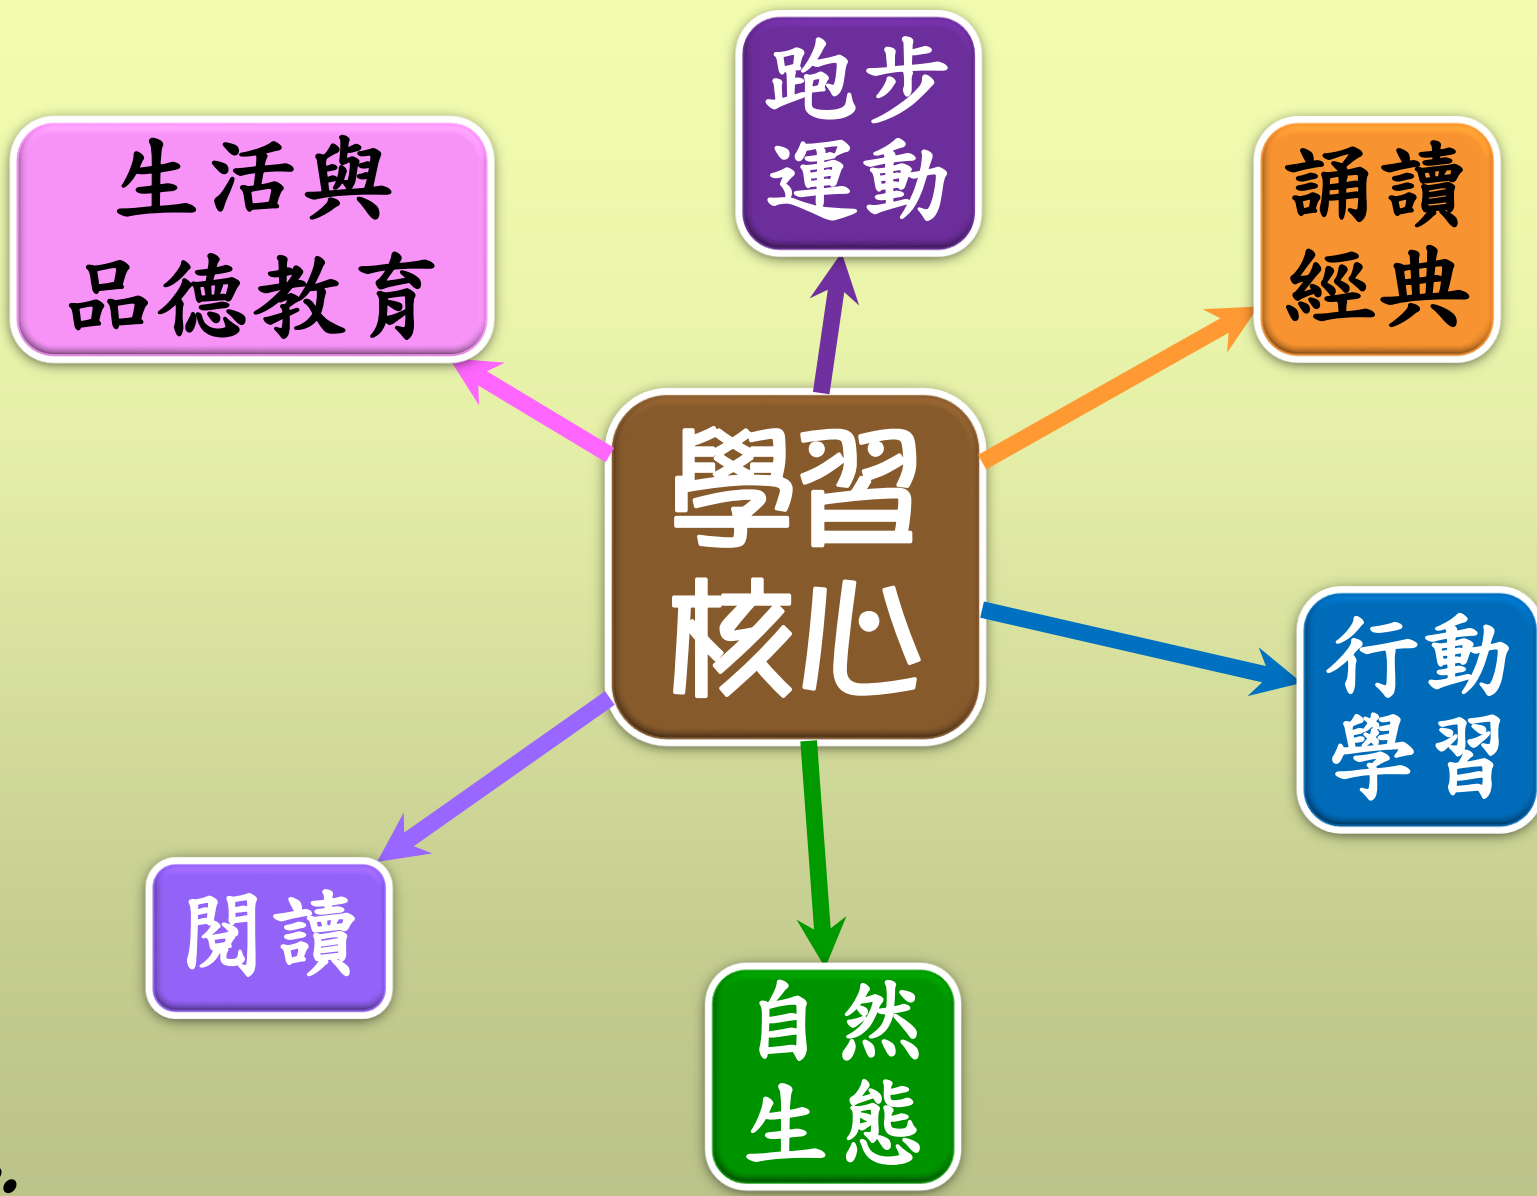 跑步
運動
生活與
品德教育
誦讀
經典
學習
核心
行動
學習
閱讀
自然
生態